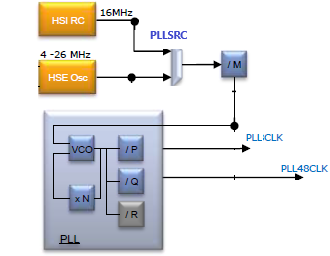 HSI RC
16MHz
PLLSRC
4 -26 MHz
/ M
HSE Osc
PLLCLK
VCO
/ P
PLL48CLK
/ Q
x N
/ R
PLL